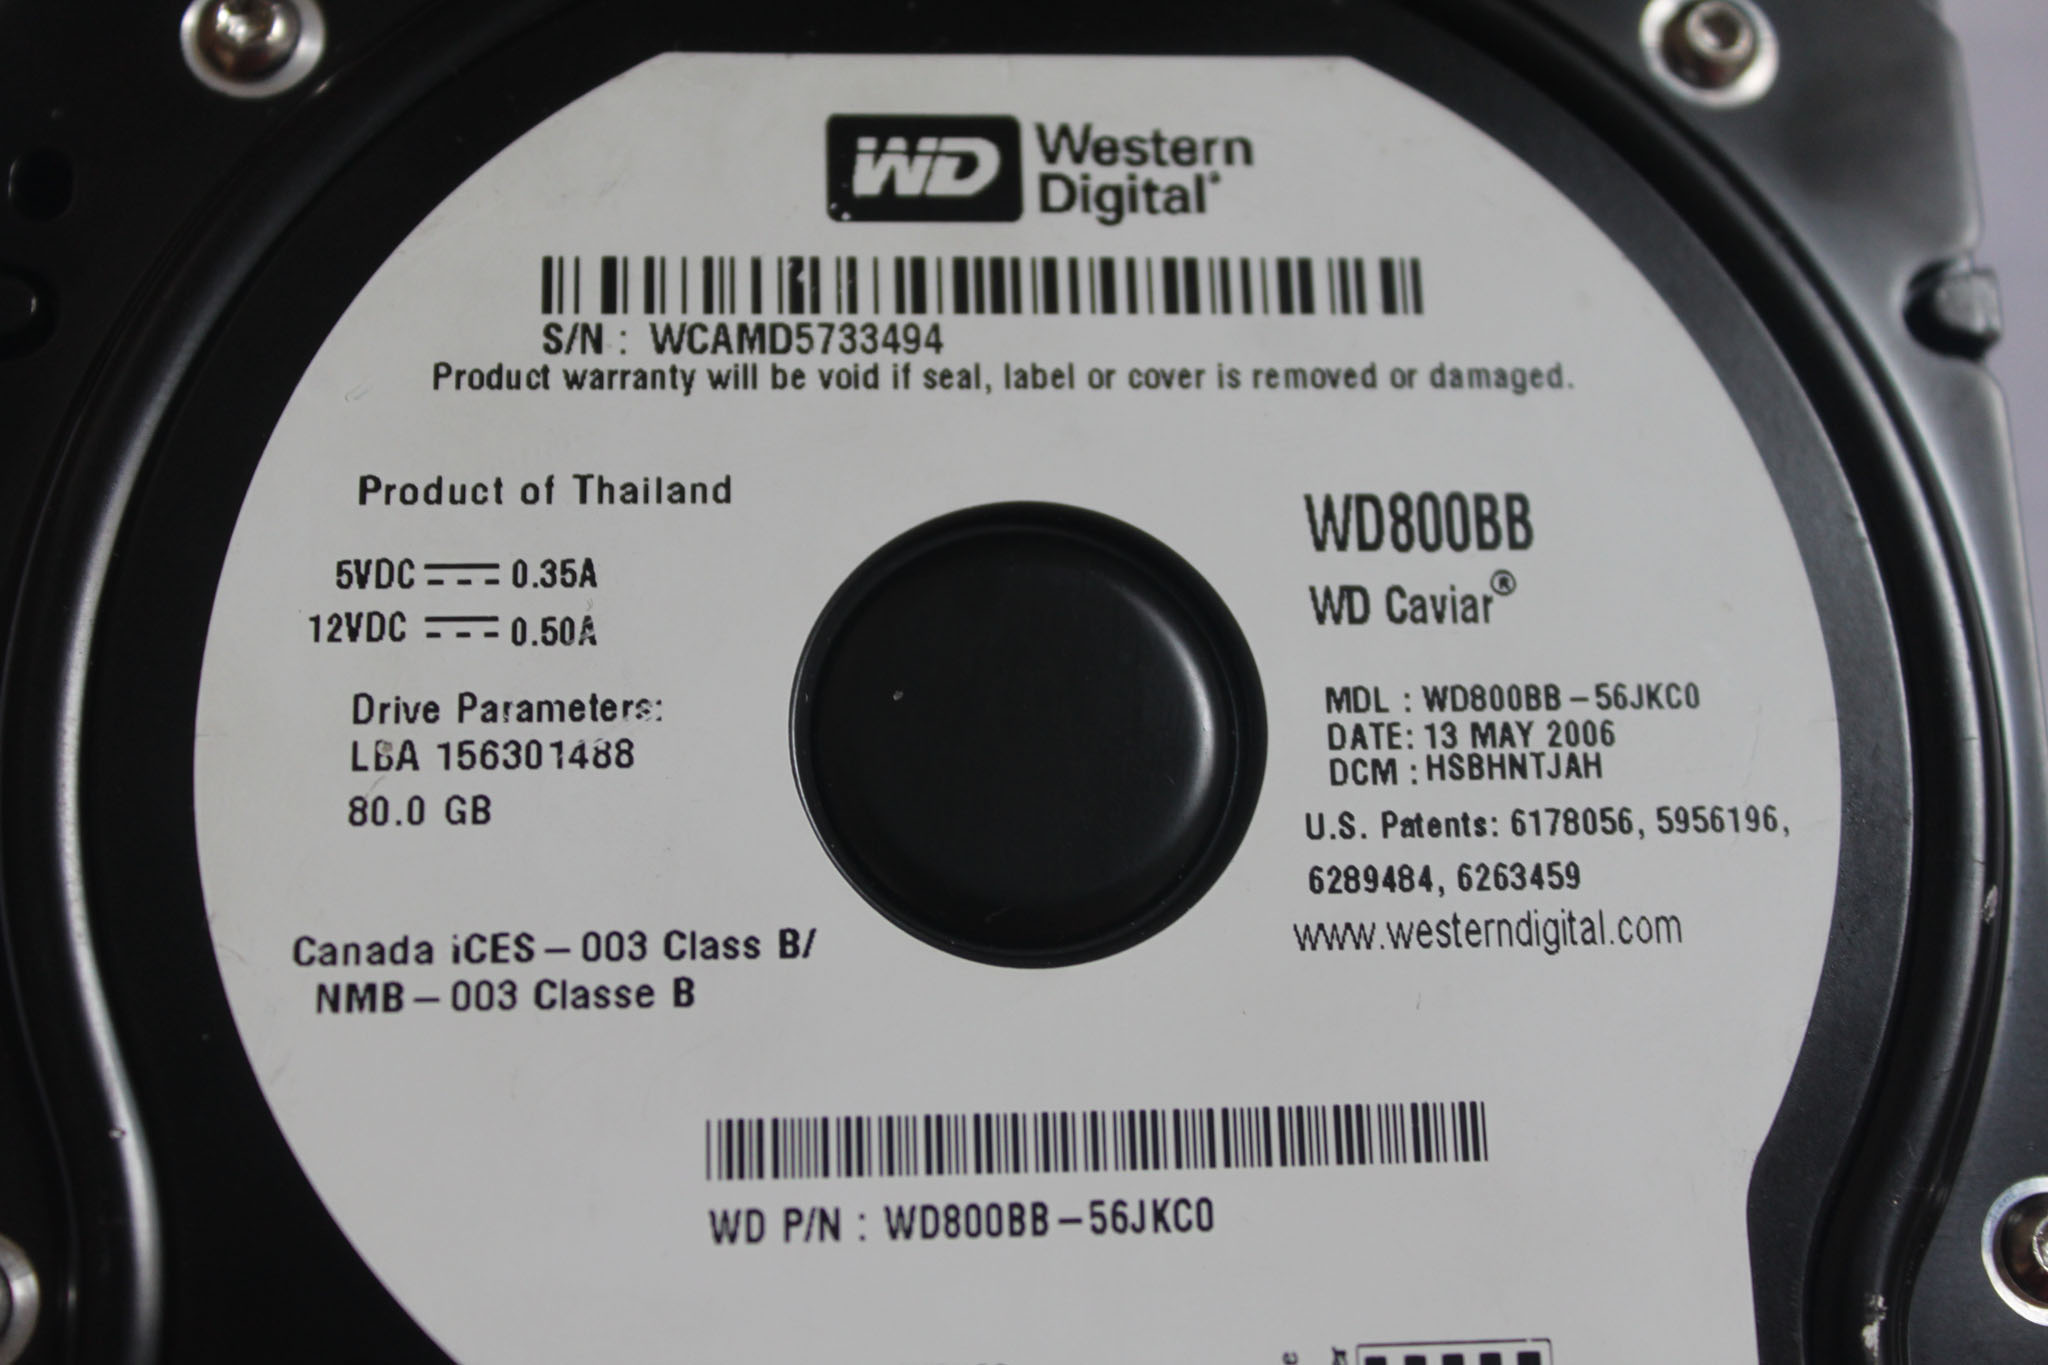 WD Western
Digital®
S/N : WCAMD5733494
Product warranty will be void if seal, label or cover is removed or damaged.
Product of Thailand
5VDC 0.35A
12VDC 0.50A
Drive Parameters:
LBA 156301488
80.0 GB
Canada iCES-003 Class B/
NMB-003 Classe B
WD800BB
WD Caviar®
MDL : WD800BB-56JKC0
DATE: 13 MAY 2006
DCM : HSBHNTJAH
U.S. Patents: 6178056, 5956196,
6289484, 6263459
www.westerndigital.com
WD P/N : WD800BB-56JKC0